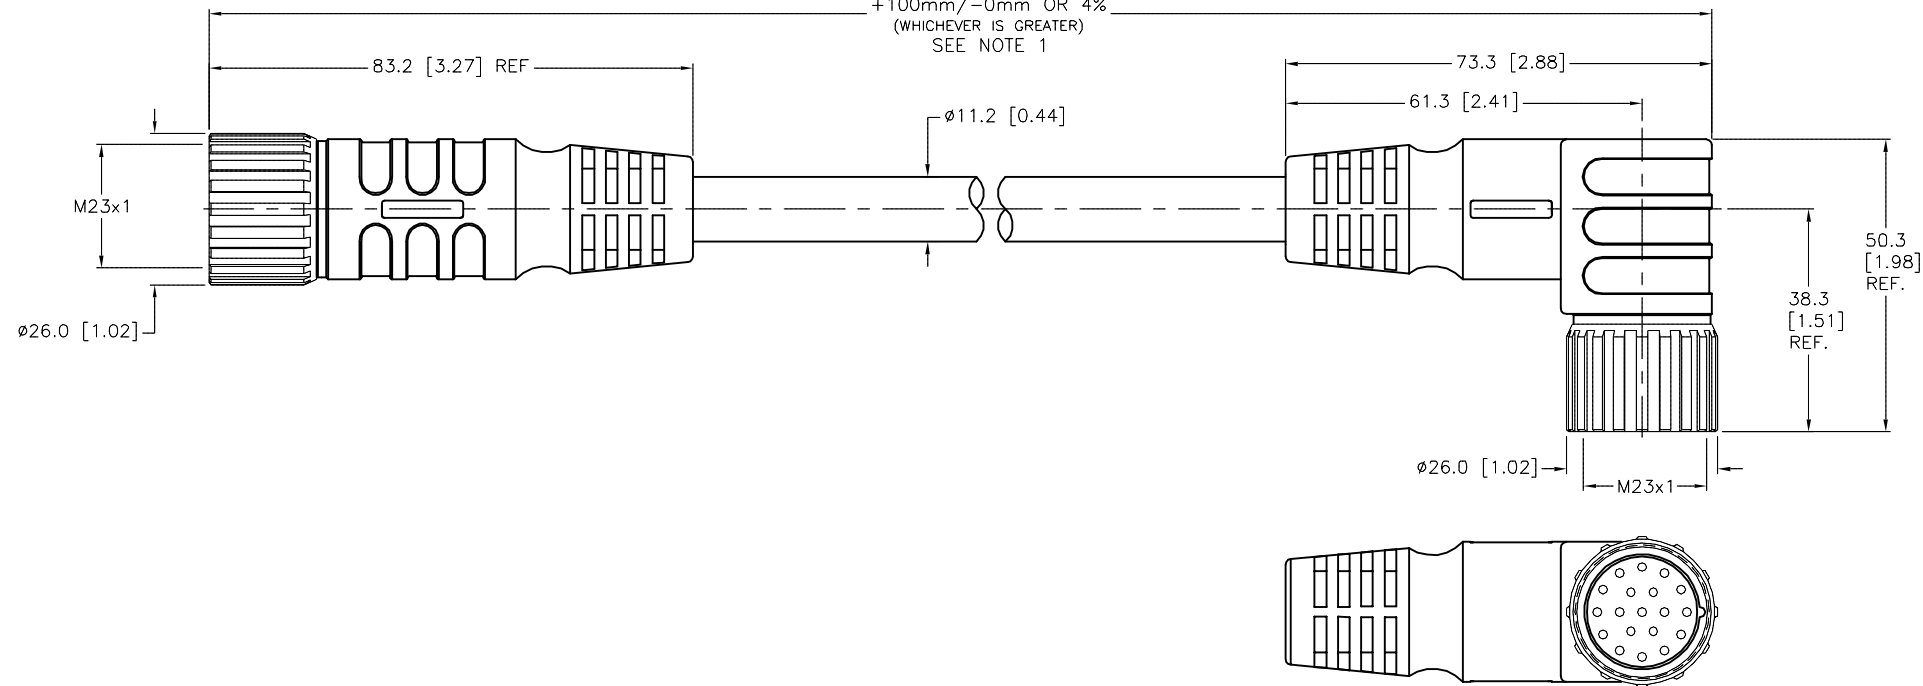 +100mm/-0mm OR 4%
(WHICHEVER IS GREATER)
SEE NOTE 1
83.2 [3.27] REF
73.3 [2.88]
61.3 [2.41]
ø11.2 [0.44]
M23x1
50.3
[1.98]
REF.
38.3
[1.51]
REF.
ø26.0 [1.02]
ø26.0 [1.02]
M23x1